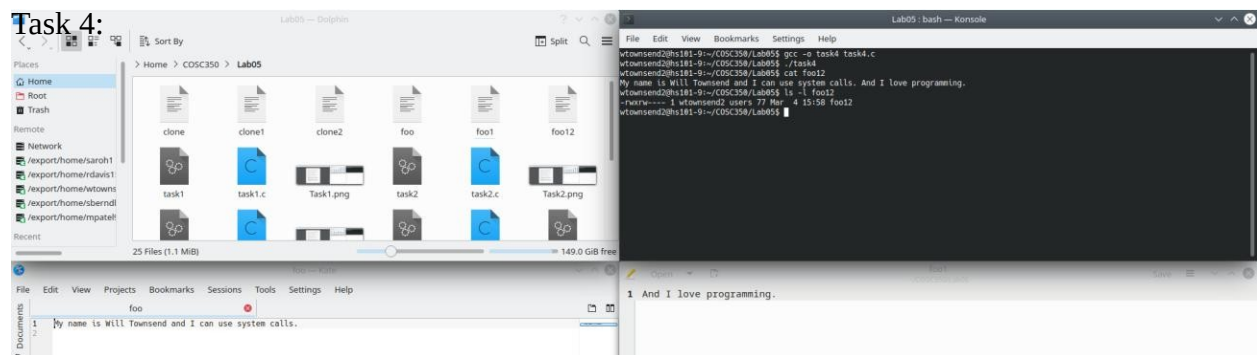 Task 4:
Lab05 — Dolphin
Sort By
Split
Places
Home
Root
Trash
Remote
Network
/export/home/saroh1
/export/home/rdavis1
/export/home/wtowns
/export/home/sberndl
/export/home/mpatel
Recent
> Home > COSC350 > Lab05
clone
clone1
clone2
foo
foo1
foo12
task1
task1.c
Task1.png
task2
task2.c
Task2.png
25 Files (1.1 MiB)
149.0 GiB free
Lab05 : bash — Konsole
File Edit View Bookmarks Settings Help
wtownsend2@hs101-9:~/COSC350/Lab05$ gcc -o task4 task4.c
wtownsend2@hs101-9:~/COSC350/Lab05$ ./task4
wtownsend2@hs101-9:~/COSC350/Lab05$ cat foo12
My name is Will Townsend and I can use system calls. And I love programming.
wtownsend2@hs101-9:~/COSC350/Lab05$ ls -l foo12
-rwxrw---- 1 wtownsend2 users 77 Mar 4 15:58 foo12
wtownsend2@hs101-9:~/COSC350/Lab05$
foo — Kate
File Edit View Projects Bookmarks Sessions Tools Settings Help
foo
Documents
1 My name is Will Townsend and I can use system calls.
2
Open
foo1
Save
1 And I love programming.